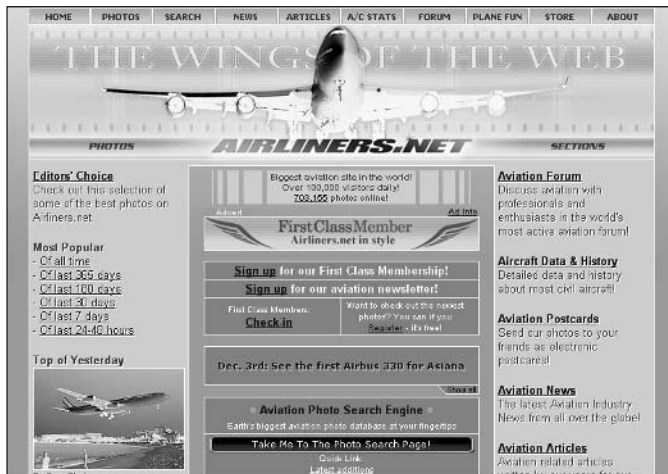 HOME PHOTOS SEARCH NEWS ARTICLES A/C STATS FORUM PLANE FUN STORE ABOUT
THE WINGS OF THE WEB
PHOTOS AIRLINERS.NET SECTIONS
Editors' Choice
Check out this selection of
some of the best photos on
Airliners.net
Most Popular
- Of all time
- Of last 365 days
- Of last 180 days
- Of last 30 days
- Of last 7 days
- Of last 24-48 hours
Top of Yesterday
Biggest aviation site in the world!
Over 100,000 visitors daily!
703,155 photos online!
Advert Ad Info
FirstClassMember
Airliners.net in style
Sign up for our First Class Membership!
Sign up for our aviation newsletter!
First Class Members:
Check in
Want to check out the newest
photos? You can if you
Register - it's free!
Dec. 3rd: See the first Airbus 330 for Asiana
Show all
Aviation Photo Search Engine
Earth's biggest aviation photo database at your fingertips
Take Me To The Photo Search Page!
Quick Link
Latest additions
Aviation Forum
Discuss aviation with
professionals and
enthusiasts in the world's
most active aviation forum!
Aircraft Data & History
Detailed data and history
about most civil aircraft!
Aviation Postcards
Send our photos to your
friends as electronic
postcards!
Aviation News
The latest Aviation Industry
News from all over the globe!
Aviation Articles
Aviation related articles